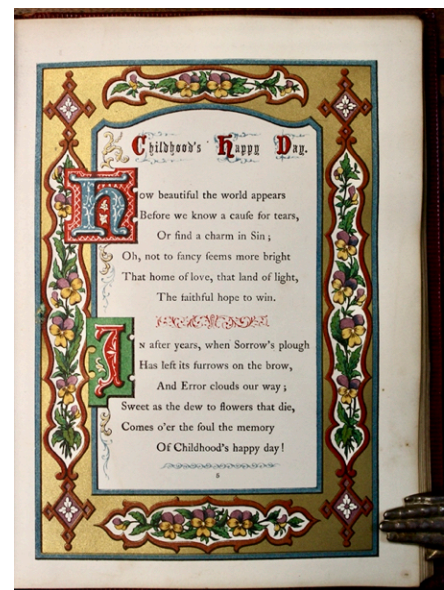 Childhood's Happy Day.
How beautiful the world appears
Before we know a cauſe for tears,
Or find a charm in Sin;
Oh, not to fancy ſeems more bright
That home of love, that land of light,
The faithful hope to win.
In after years, when Sorrow's plough
Has left its furrows on the brow,
And Error clouds our way;
Sweet as the dew to flowers that die,
Comes o'er the ſoul the memory
Of Childhood's happy day!
8